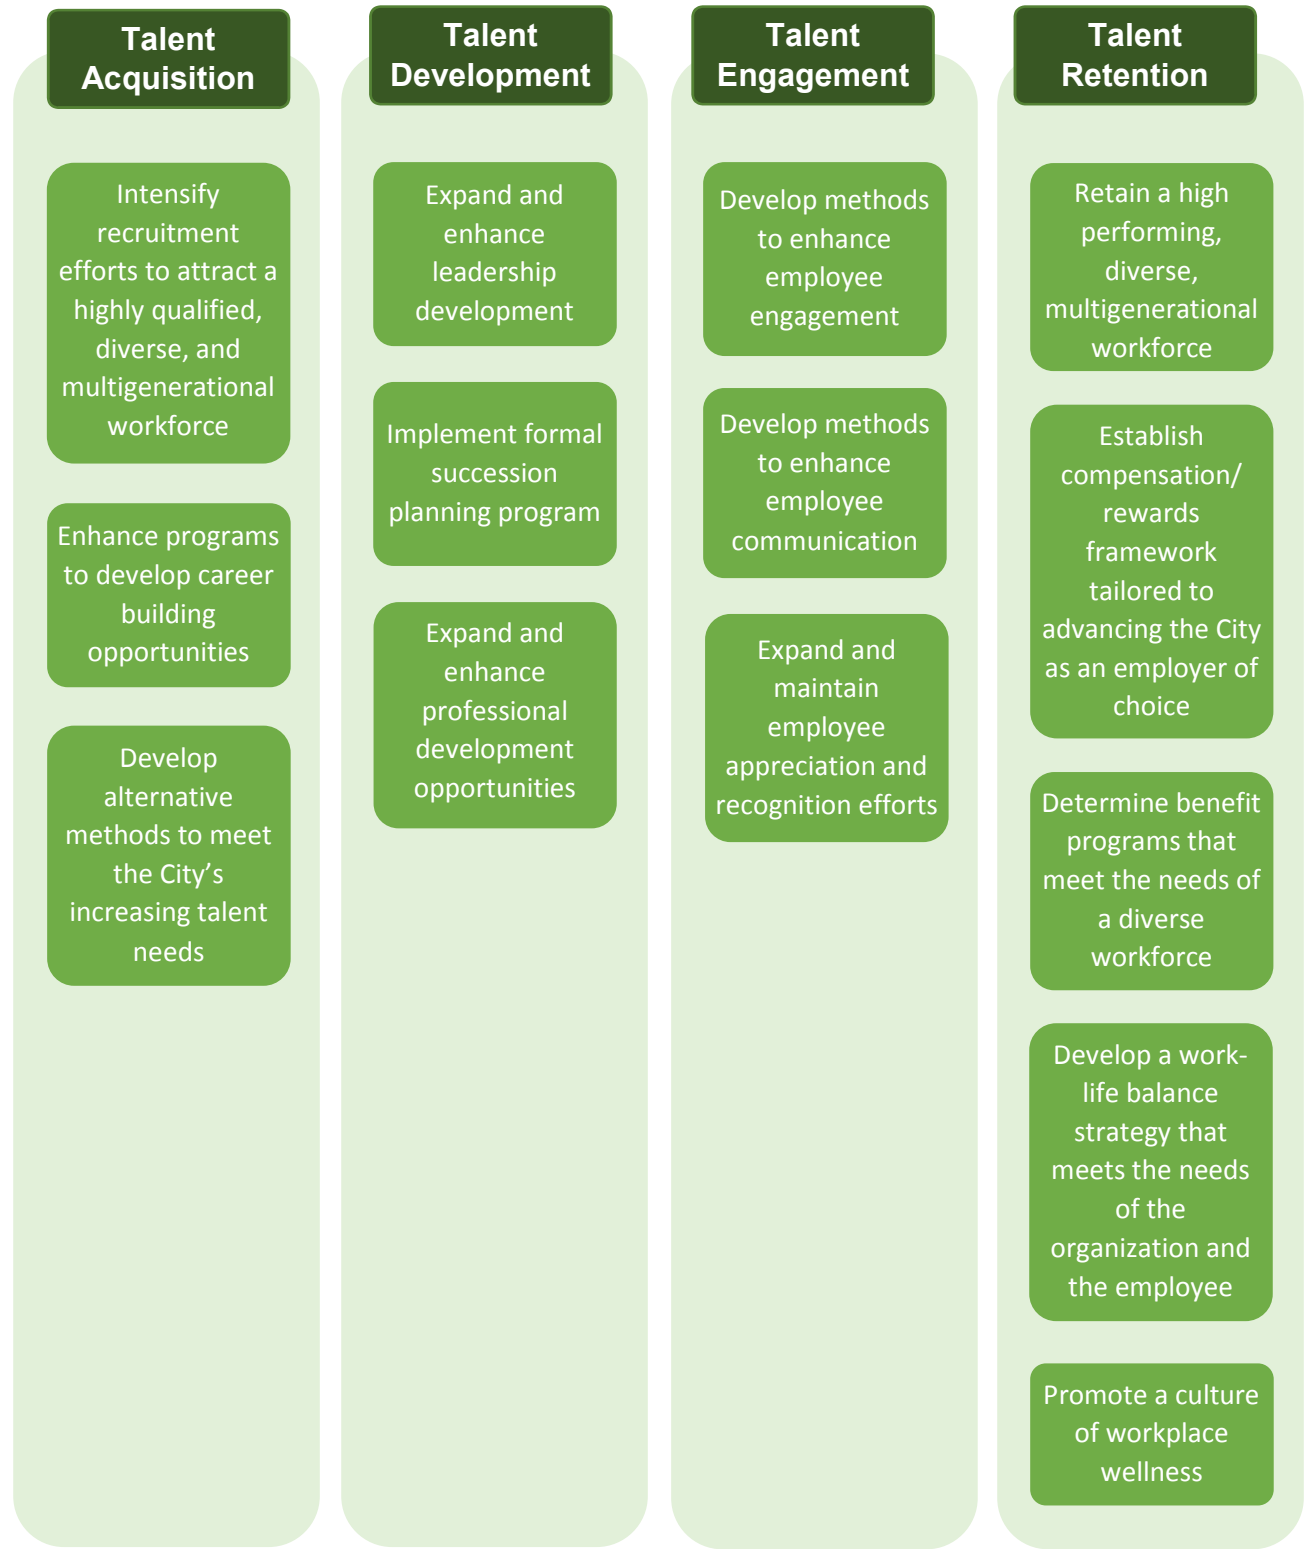 Talent
Acquisition
Intensify
recruitment
efforts to attract a
highly qualified,
diverse, and
multigenerational
workforce
Enhance programs
to develop career
building
opportunities
Develop
alternative
methods to meet
the City’s
increasing talent
needs
Talent
Development
Expand and
enhance
leadership
development
Implement formal
succession
planning program
Expand and
enhance
professional
development
opportunities
Talent
Engagement
Develop methods
to enhance
employee
engagement
Develop methods
to enhance
employee
communication
Expand and
maintain
employee
appreciation and
recognition efforts
Talent
Retention
Retain a high
performing,
diverse,
multigenerational
workforce
Establish
compensation/
rewards
framework
tailored to
advancing the City
as an employer of
choice
Determine benefit
programs that
meet the needs of
a diverse
workforce
Develop a work-
life balance
strategy that
meets the needs
of the
organization and
the employee
Promote a culture
of workplace
wellness